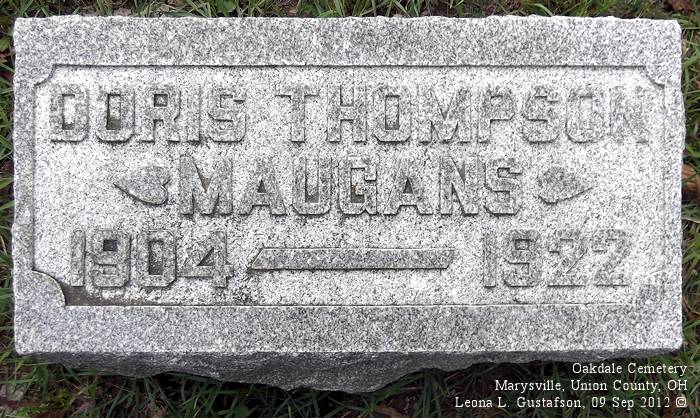 DORIS THOMPSON
MAUGANS
1904 1922
Oakdale Cemetery
Marysville, Union County, OH
Leona L. Gustafson, 09 Sep 2012 ©